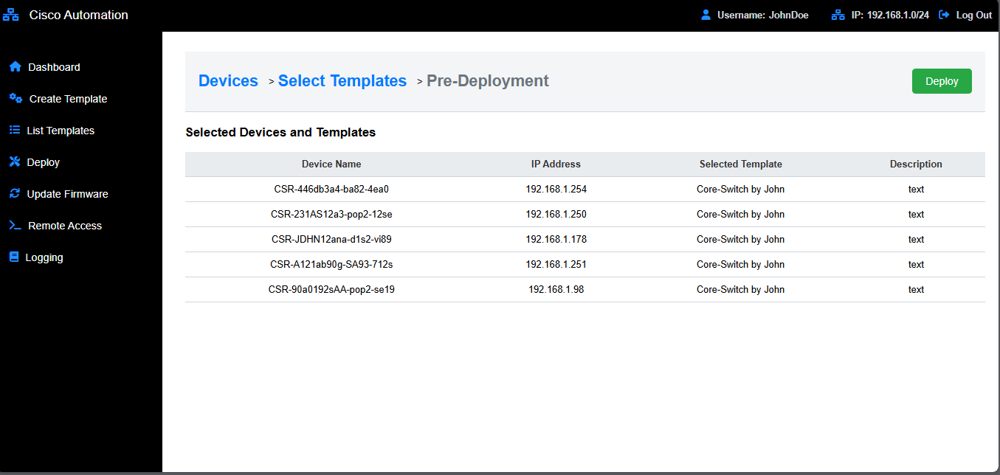 Cisco Automation
Username: JohnDoe
IP: 192.168.1.0/24
Log Out
Dashboard
Create Template
List Templates
Deploy
Update Firmware
Remote Access
Logging
Devices > Select Templates > Pre-Deployment
Deploy
Selected Devices and Templates
Device Name IP Address Selected Template Description
CSR-446db3a4-ba82-4ea0 192.168.1.254 Core-Switch by John text
CSR-231AS12a3-pop2-12se 192.168.1.250 Core-Switch by John text
CSR-JDHN12ana-d1s2-vi89 192.168.1.178 Core-Switch by John text
CSR-A121ab90g-SA93-712s 192.168.1.251 Core-Switch by John text
CSR-90a0192sAA-pop2-se19 192.168.1.98 Core-Switch by John text